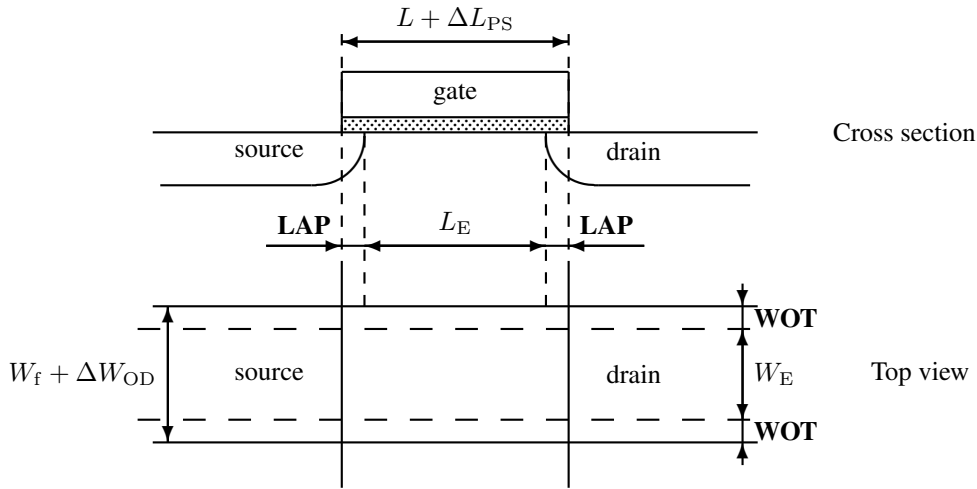 L + ΔL_PS
gate
source
drain
Cross section
LAP
L_E
LAP
WOT
W_f + ΔW_OD
source
drain
W_E
Top view
WOT